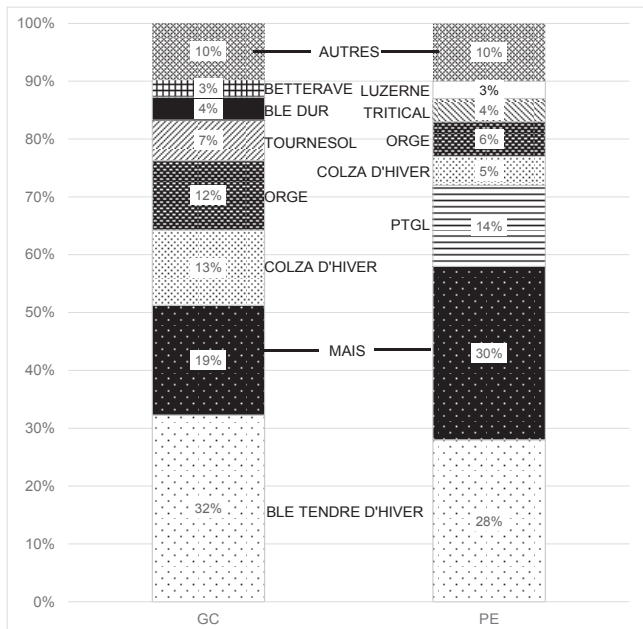 100%
10%
AUTRES
10%
90%
3%
BETTERAVE
LUZERNE
3%
4%
BLE DUR
TRITICAL
4%
80%
7%
TOURNESOL
ORGE
6%
COLZA D'HIVER
5%
70%
12%
ORGE
PTGL
14%
60%
13%
COLZA D'HIVER
50%
19%
MAIS
30%
40%
30%
32%
BLE TENDRE D'HIVER
28%
20%
10%
0%
GC
PE